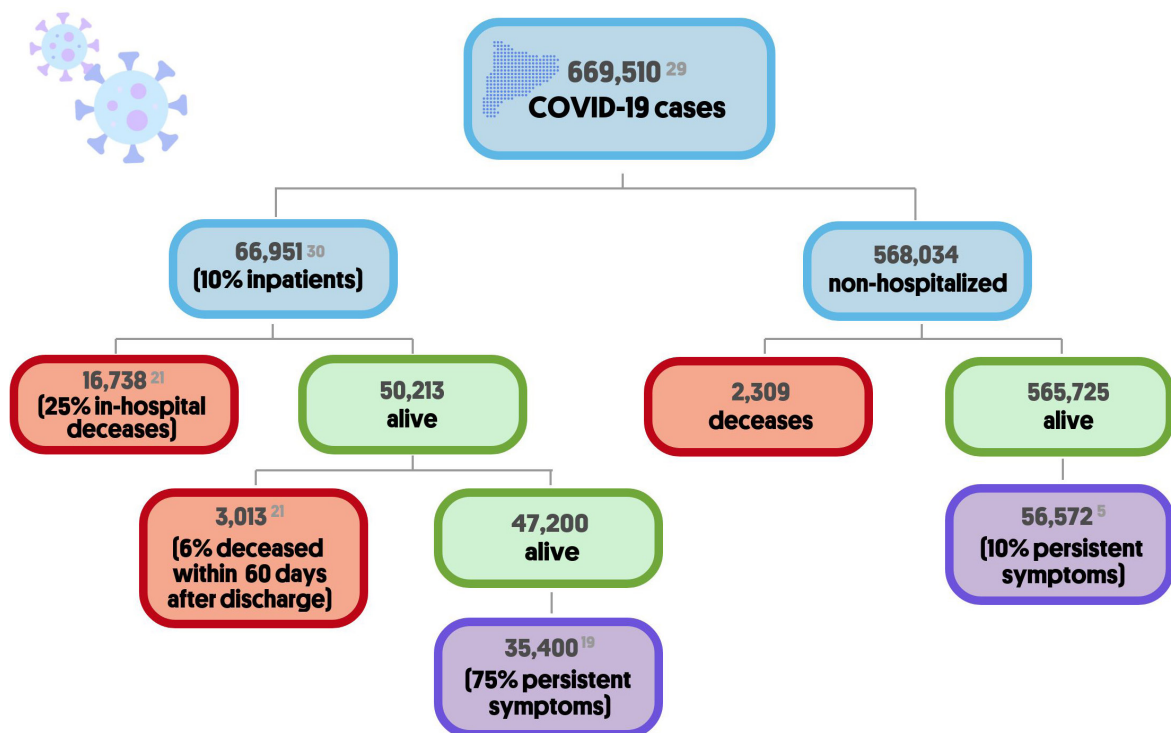 669,510 29
COVID-19 cases
66,951 30
(10% inpatients)
568,034
non-hospitalized
16,738 21
(25% in-hospital
deceases)
50,213
alive
2,309
deceases
565,725
alive
3,013 21
(6% deceased
within 60 days
after discharge)
47,200
alive
56,572 5
(10% persistent
symptoms)
35,400 19
(75% persistent
symptoms)